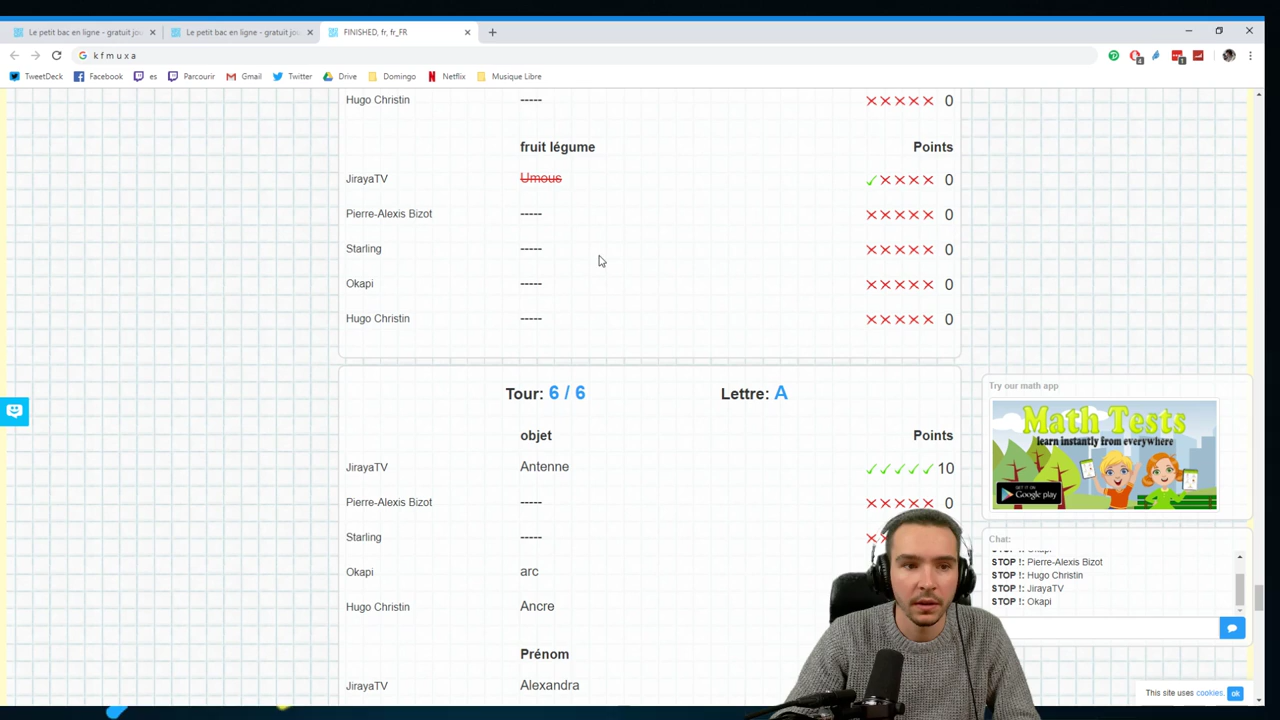 Le petit bac en ligne - gratuit jou
Le petit bac en ligne - gratuit jou
FINISHED, fr, fr_FR
k f m u x a
TweetDeck
Facebook
es
Parcourir
Gmail
Twitter
Drive
Domingo
Netflix
Musique Libre
Hugo Christin ----- 0
fruit légume Points
JirayaTV Umous 0
Pierre-Alexis Bizot ----- 0
Starling ----- 0
Okapi ----- 0
Hugo Christin ----- 0
Tour: 6 / 6 Lettre: A
objet Points
JirayaTV Antenne 10
Pierre-Alexis Bizot ----- 0
Starling -----
Okapi arc
Hugo Christin Ancre
Prénom
JirayaTV Alexandra
Try our math app
Math Tests
learn instantly from everywhere
GET IT ON
Google play
Chat:
STOP !: Okapi
STOP !: Pierre-Alexis Bizot
STOP !: Hugo Christin
STOP !: JirayaTV
STOP !: Okapi
This site uses cookies. ok